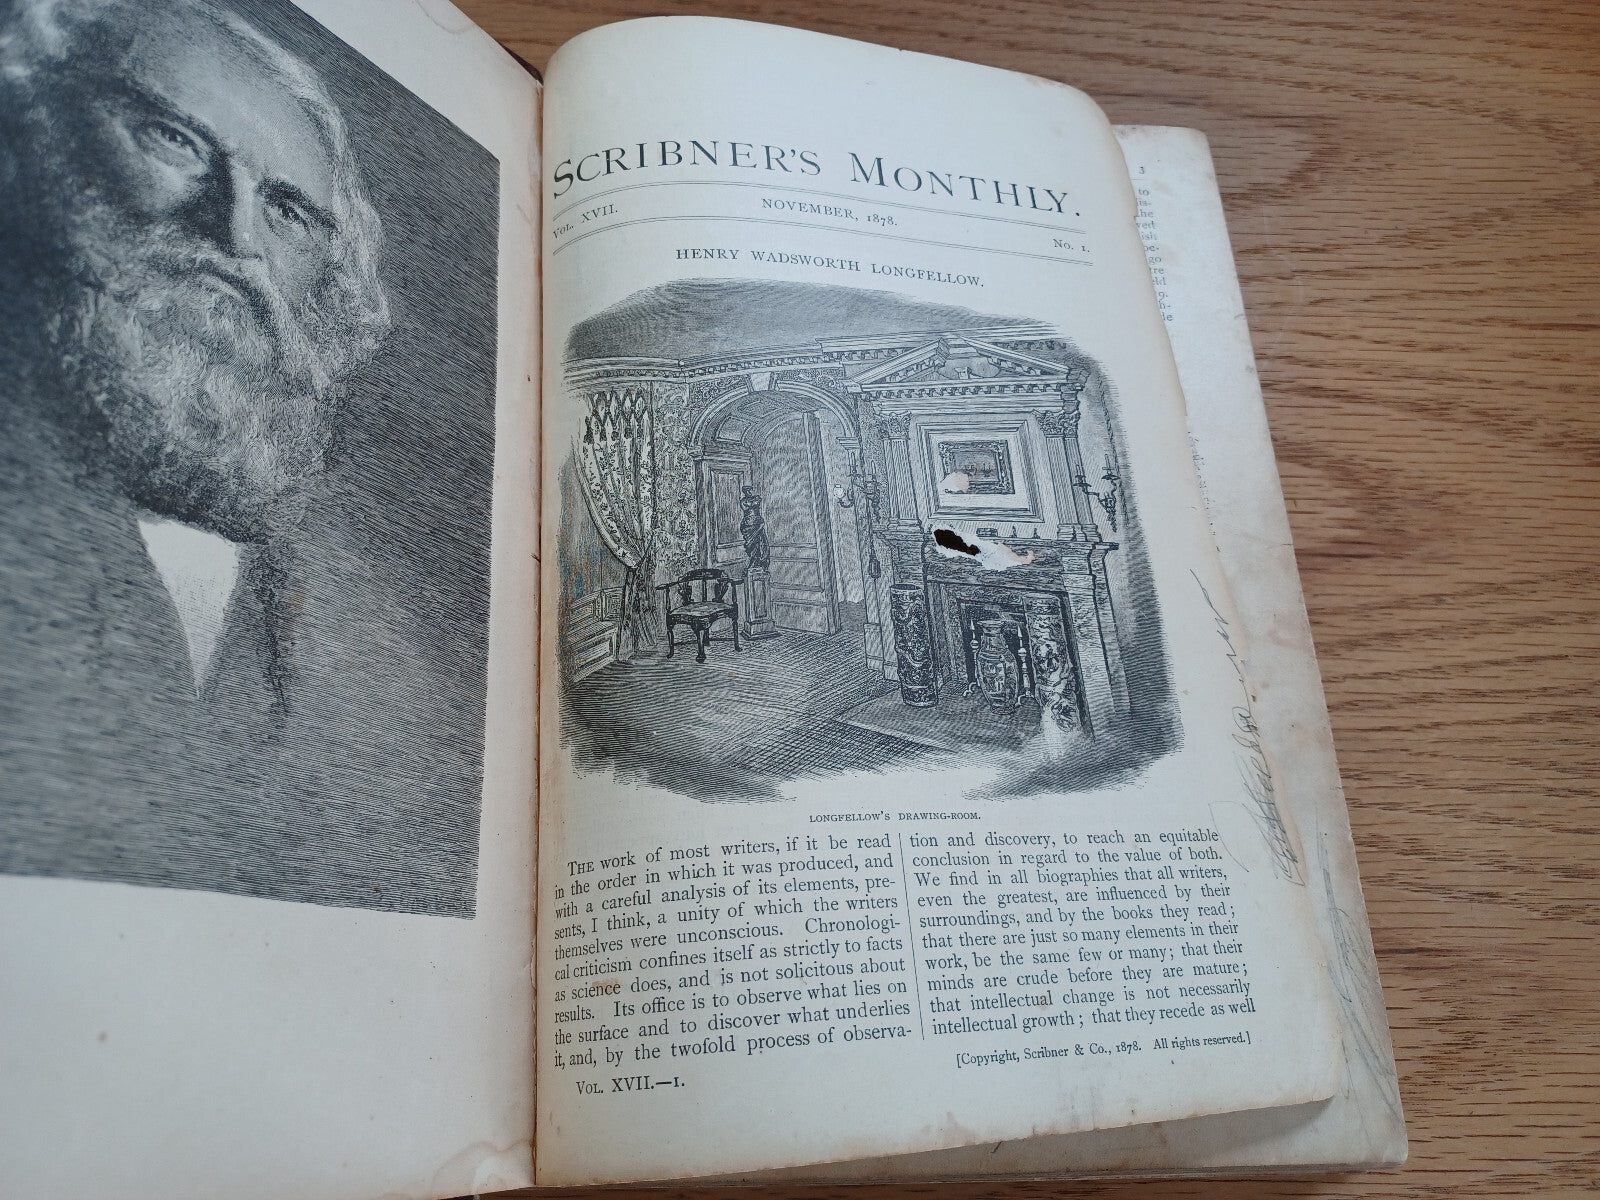 SCRIBNER'S MONTHLY.
VOL. XVII.
NOVEMBER, 1878.
No. 1.
HENRY WADSWORTH LONGFELLOW.
LONGFELLOW'S DRAWING-ROOM.
THE work of most writers, if it be read
in the order in which it was produced, and
with a careful analysis of its elements, pre-
sents, I think, a unity of which the writers
themselves were unconscious. Chronologi-
cal criticism confines itself as strictly to facts
as science does, and is not solicitous about
results. Its office is to observe what lies on
the surface and to discover what underlies
it, and, by the twofold process of observa-
tion and discovery, to reach an equitable
conclusion in regard to the value of both.
We find in all biographies that all writers,
even the greatest, are influenced by their
surroundings, and by the books they read;
that there are just so many elements in their
work, be the same few or many; that their
minds are crude before they are mature;
that intellectual change is not necessarily
intellectual growth; that they recede as well
[Copyright, Scribner & Co., 1878. All rights reserved.]
VOL. XVII.—1.
3
to